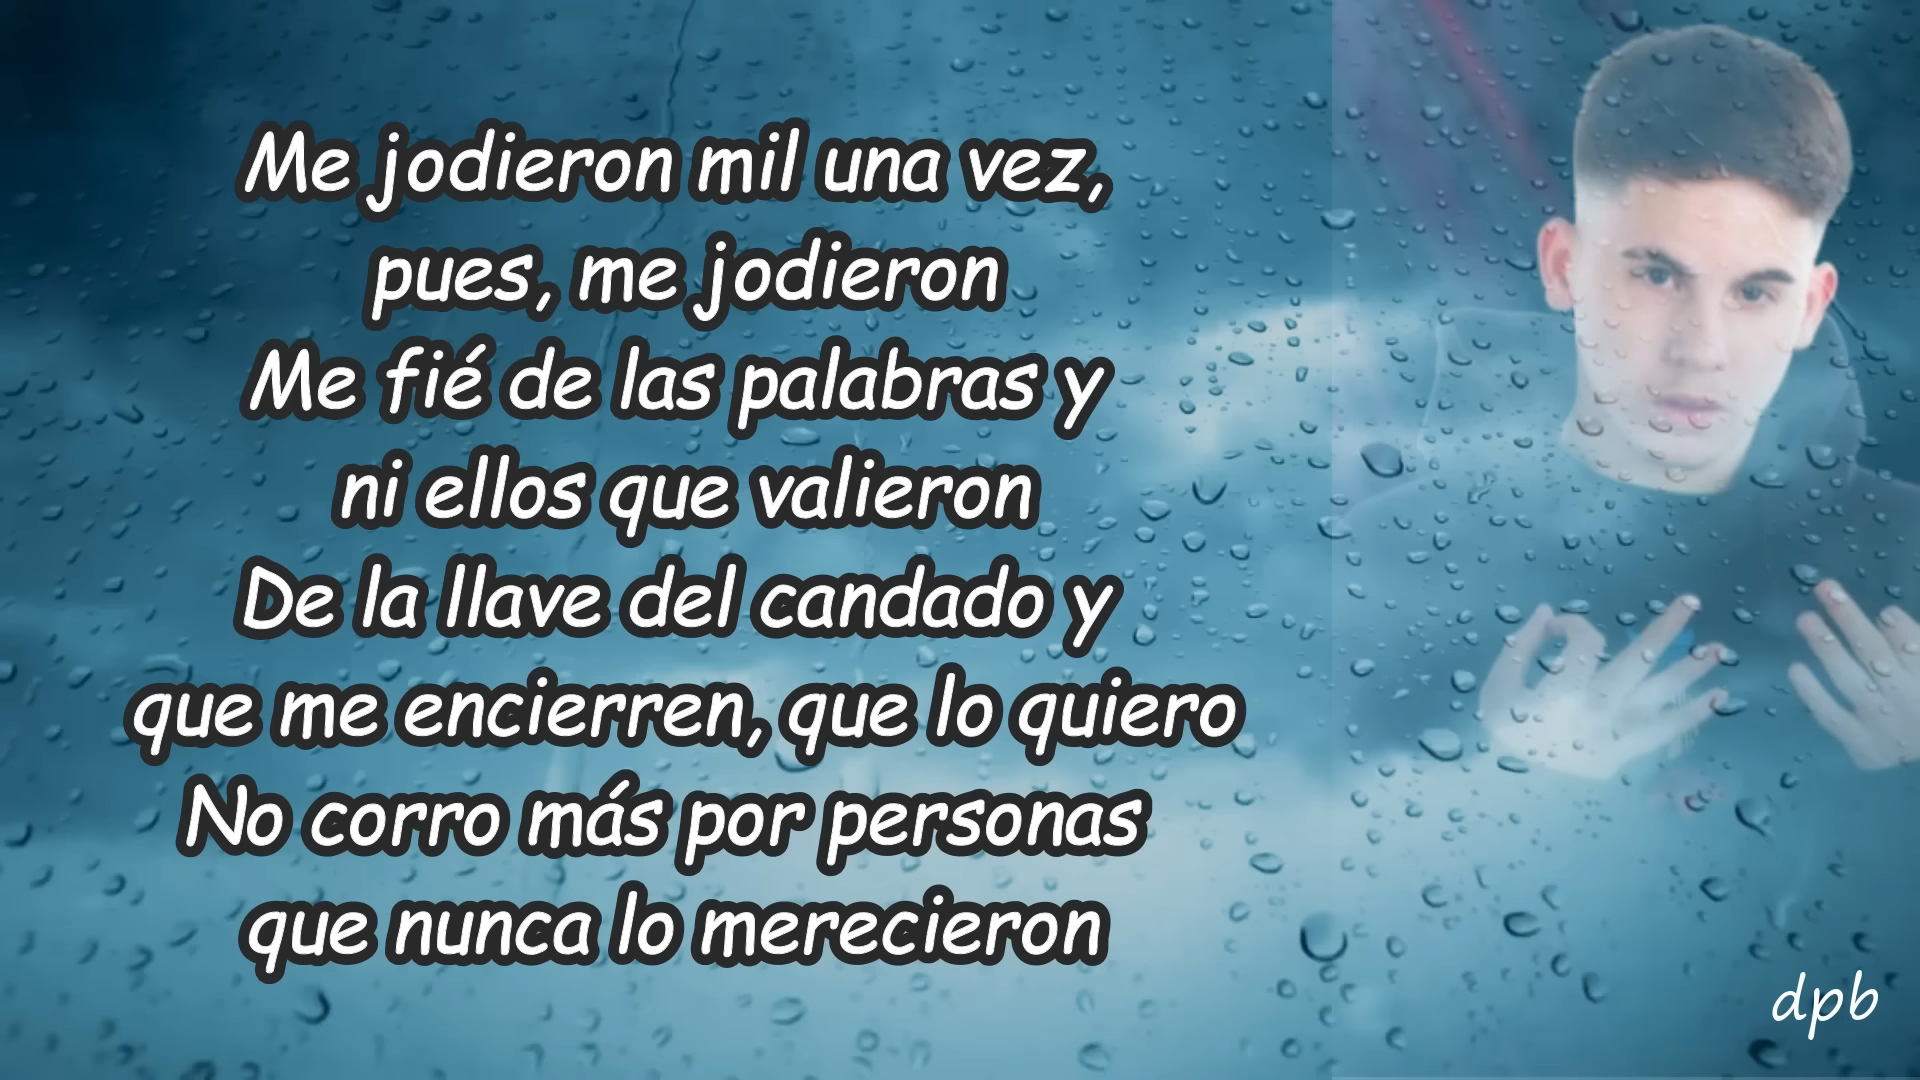 Me jodieron mil una vez,
pues, me jodieron
Me fié de las palabras y
ni ellos que valieron
De la llave del candado y
que me encierren, que lo quiero
No corro más por personas
que nunca lo merecieron
dpb